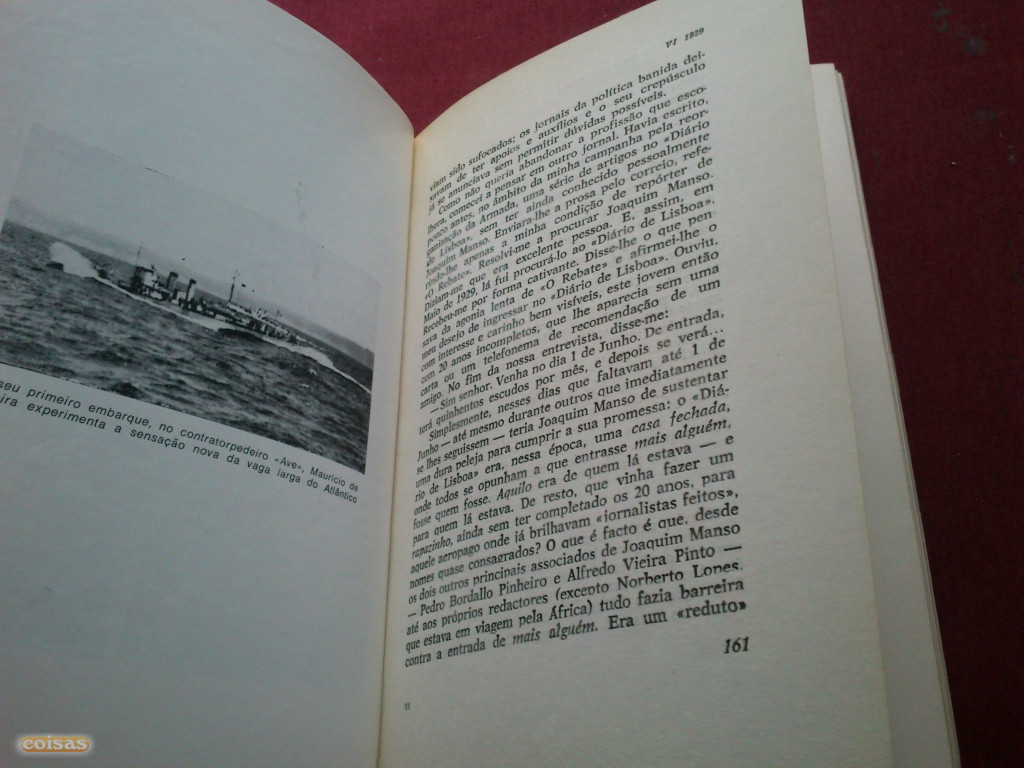 seu primeiro embarque, no contratorpedeiro «Ave», Maurício de
ira experimenta a sensação nova da vaga larga do Atlântico
VI 1929
viam sido sufocados; os jornais da política banida dei-
xavam de ter apoios e auxílios e o seu crepúsculo
já se anunciava sem permitir dúvidas possíveis.
Como não queria abandonar a profissão que esco-
lhera, comecei a pensar em outro jornal. Havia escrito,
pouco antes, no âmbito da minha campanha pela reor-
ganização da Armada, uma série de artigos no «Diário
de Lisboa», sem ter ainda conhecido pessoalmente
Joaquim Manso. Enviara-lhe a prosa pelo correio, refe-
rindo-lhe apenas a minha condição de repórter de
«O Rebate». Resolvi-me a procurar Joaquim Manso.
Diziam-me que era excelente pessoa. E, assim, em
Maio de 1929, lá fui procurá-lo ao «Diário de Lisboa».
Recebeu-me por forma cativante. Disse-lhe o que pen-
sava da agonia lenta de «O Rebate» e afirmei-lhe o
meu desejo de ingressar no «Diário de Lisboa». Ouviu,
com interesse e carinho bem visíveis, este jovem então
com 20 anos incompletos, que lhe aparecia sem uma
carta ou um telefonema de recomendação de um
amigo. No fim da nossa entrevista, disse-me:
— Sim senhor. Venha no dia 1 de Junho. De entrada,
terá quinhentos escudos por mês, e depois se verá...
Simplesmente, nesses dias que faltavam até 1 de
Junho — até mesmo durante outros que imediatamente
se lhes seguissem — teria Joaquim Manso de sustentar
uma dura peleja para cumprir a sua promessa: o «Diá-
rio de Lisboa» era, nessa época, uma casa fechada,
onde todos se opunham a que entrasse mais alguém,
fosse quem fosse. Aquilo era de quem lá estava — e
para quem lá estava. De resto, que vinha fazer um
rapazinho, ainda sem ter completado os 20 anos, para
aquele aeropago onde já brilhavam «jornalistas feitos»,
nomes quase consagrados? O que é facto é que, desde
os dois outros principais associados de Joaquim Manso
— Pedro Bordallo Pinheiro e Alfredo Vieira Pinto —
até aos próprios redactores (excepto Norberto Lopes,
que estava em viagem pela África) tudo fazia barreira
contra a entrada de mais alguém. Era um «reduto»
161
11
coisas